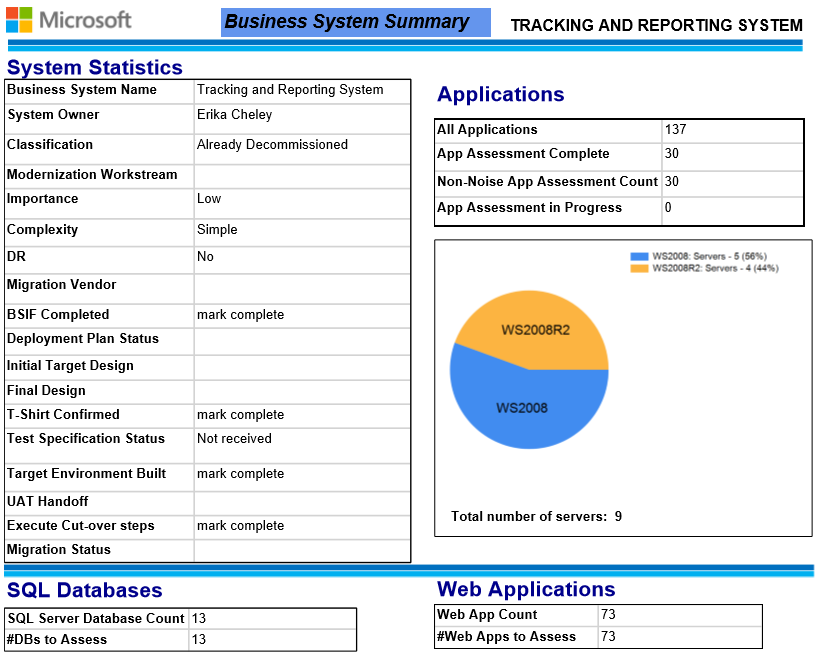 Microsoft
Business System Summary
TRACKING AND REPORTING SYSTEM
System Statistics
Business System Name Tracking and Reporting System
System Owner Erika Cheley
Classification Already Decommissioned
Modernization Workstream
Importance Low
Complexity Simple
DR No
Migration Vendor
BSIF Completed mark complete
Deployment Plan Status
Initial Target Design
Final Design
T-Shirt Confirmed mark complete
Test Specification Status Not received
Target Environment Built mark complete
UAT Handoff
Execute Cut-over steps mark complete
Migration Status
Applications
All Applications 137
App Assessment Complete 30
Non-Noise App Assessment Count 30
App Assessment in Progress 0
WS2008: Servers - 5 (56%)
WS2008R2: Servers - 4 (44%)
WS2008R2
WS2008
Total number of servers: 9
SQL Databases
SQL Server Database Count 13
#DBs to Assess 13
Web Applications
Web App Count 73
#Web Apps to Assess 73